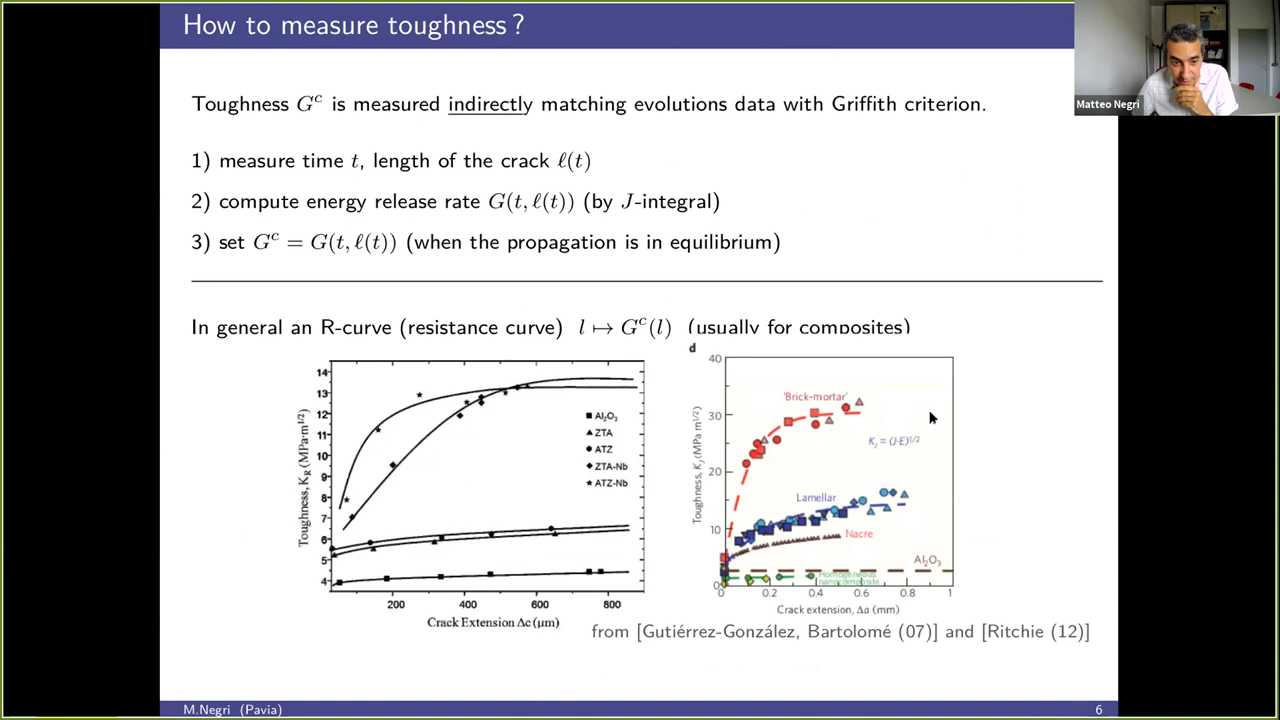 How to measure toughness ?
Matteo Negri
Toughness Gᶜ is measured indirectly matching evolutions data with Griffith criterion.
1) measure time t, length of the crack ℓ(t)
2) compute energy release rate G(t, ℓ(t)) (by J-integral)
3) set Gᶜ = G(t, ℓ(t)) (when the propagation is in equilibrium)
In general an R-curve (resistance curve) l ↦ Gᶜ(l) (usually for composites)
Toughness, K_R (MPa·m^1/2)
14
13
12
11
10
9
8
7
6
5
4
Al₂O₃
ZTA
ATZ
ZTA-Nb
ATZ-Nb
200
400
600
800
Crack Extension Δc (μm)
d
Toughness, K_J (MPa m^1/2)
40
30
20
10
0
'Brick-mortar'
K_J = (J·E)^1/2
Lamellar
Nacre
Al₂O₃
Homogeneous
nanocomposite
0
0.2
0.4
0.6
0.8
1
Crack extension, Δa (mm)
from [Gutiérrez-González, Bartolomé (07)] and [Ritchie (12)]
M.Negri (Pavia)
6